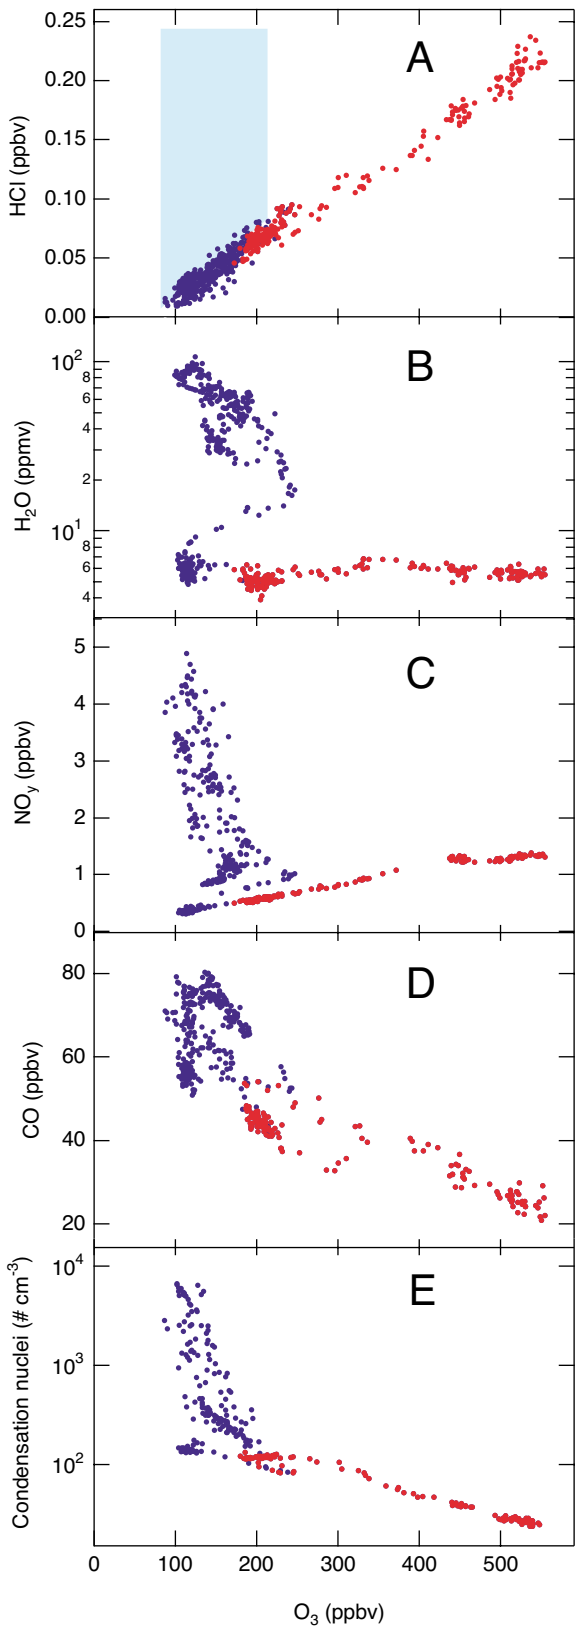 0.25
A
0.20
0.15
HCl (ppbv)
0.10
0.05
0.00
10²
B
8
6
4
H₂O (ppmv)
2
10¹
8
6
4
5
C
4
NOy (ppbv)
3
2
1
0
80
D
60
CO (ppbv)
40
20
10⁴
E
Condensation nuclei (# cm⁻³)
10³
10²
0 100 200 300 400 500
O₃ (ppbv)